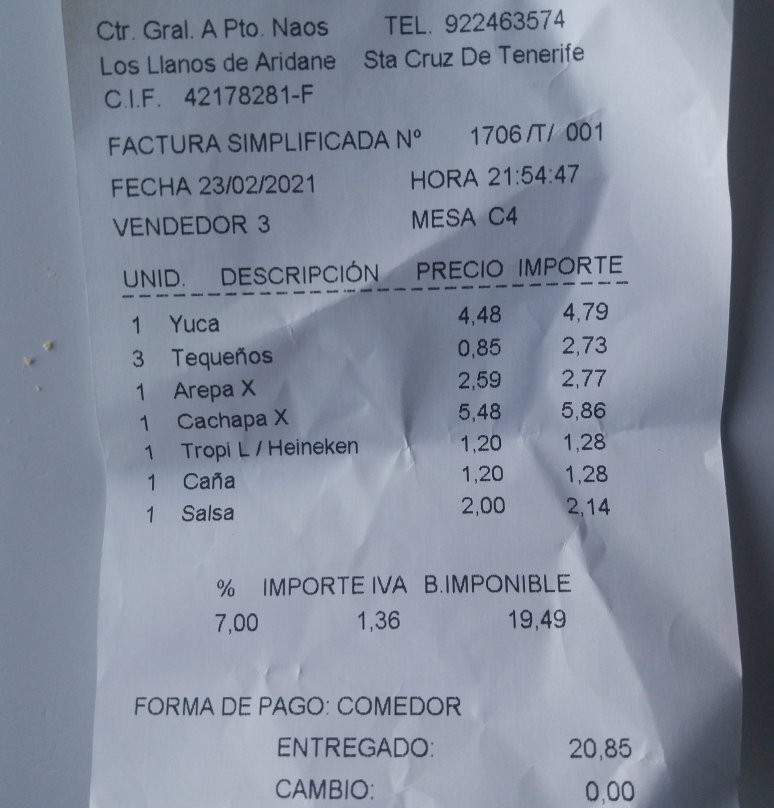 Ctr. Gral. A Pto. Naos TEL. 922463574
Los Llanos de Aridane Sta Cruz De Tenerife
C.I.F. 42178281-F
FACTURA SIMPLIFICADA Nº 1706/T/ 001
FECHA 23/02/2021 HORA 21:54:47
VENDEDOR 3 MESA C4
UNID. DESCRIPCIÓN PRECIO IMPORTE
1 Yuca 4,48 4,79
3 Tequeños 0,85 2,73
1 Arepa X 2,59 2,77
1 Cachapa X 5,48 5,86
1 Tropi L / Heineken 1,20 1,28
1 Caña 1,20 1,28
1 Salsa 2,00 2,14
% IMPORTE IVA B.IMPONIBLE
7,00 1,36 19,49
FORMA DE PAGO: COMEDOR
ENTREGADO: 20,85
CAMBIO: 0,00